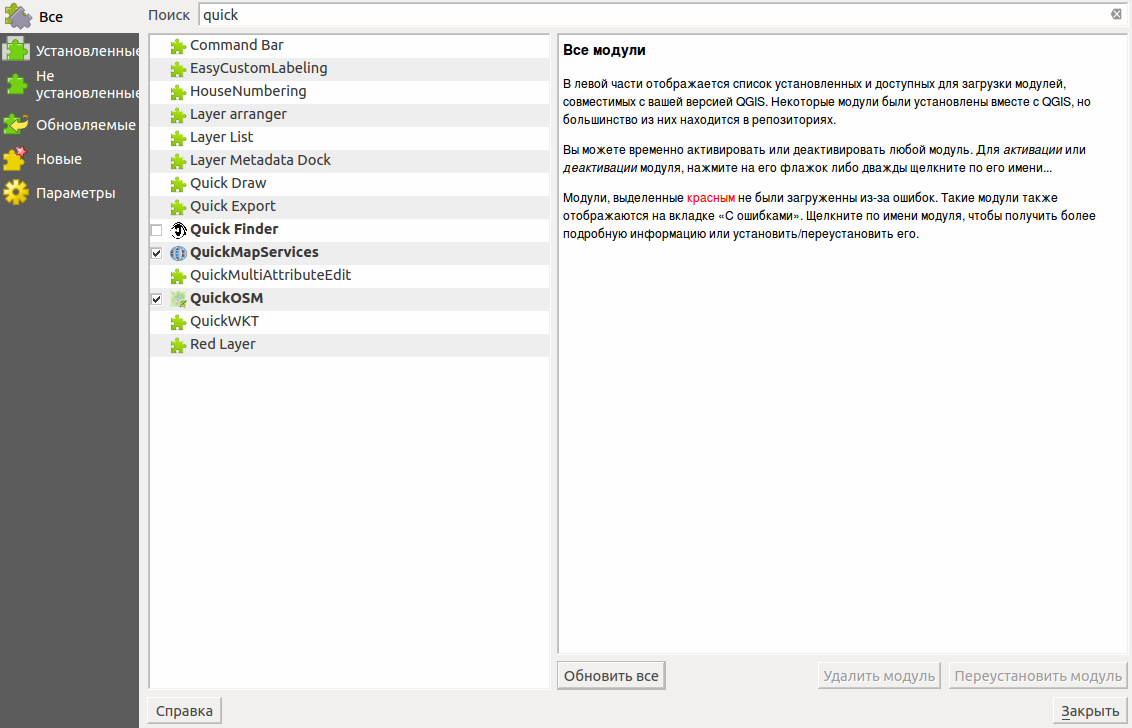 Все
Установленные
Не
установленные
Обновляемые
Новые
Параметры
Поиск quick
Command Bar
EasyCustomLabeling
HouseNumbering
Layer arranger
Layer List
Layer Metadata Dock
Quick Draw
Quick Export
Quick Finder
QuickMapServices
QuickMultiAttributeEdit
QuickOSM
QuickWKT
Red Layer
Все модули
В левой части отображается список установленных и доступных для загрузки модулей,
совместимых с вашей версией QGIS. Некоторые модули были установлены вместе с QGIS, но
большинство из них находится в репозиториях.
Вы можете временно активировать или деактивировать любой модуль. Для активации или
деактивации модуля, нажмите на его флажок либо дважды щелкните по его имени...
Модули, выделенные красным не были загруженны из-за ошибок. Такие модули также
отображаются на вкладке «С ошибками». Щелкните по имени модуля, чтобы получить более
подробную информацию или установить/переустановить его.
Обновить все
Удалить модуль
Переустановить модуль
Справка
Закрыть